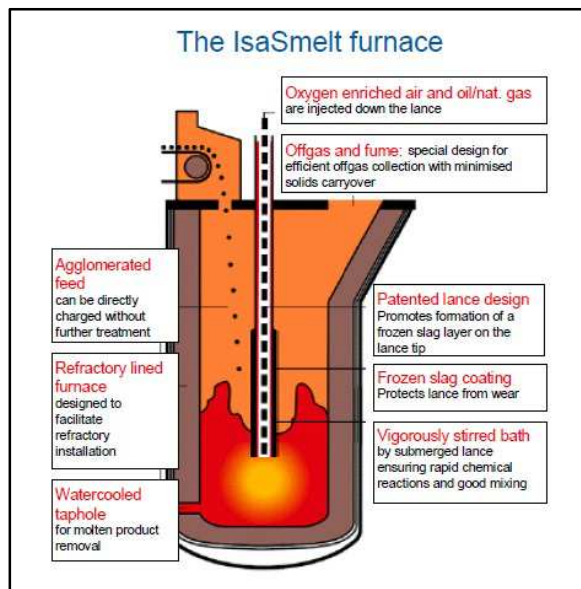 The IsaSmelt furnace
Oxygen enriched air and oil/nat. gas
are injected down the lance
Offgas and fume: special design for
efficient offgas collection with minimised
solids carryover
Agglomerated
feed
can be directly
charged without
further treatment
Patented lance design
Promotes formation of a
frozen slag layer on the
lance tip
Refractory lined
furnace
designed to
facilitate
refractory
installation
Frozen slag coating
Protects lance from wear
Vigorously stirred bath
by submerged lance
ensuring rapid chemical
reactions and good mixing
Watercooled
taphole
for molten product
removal